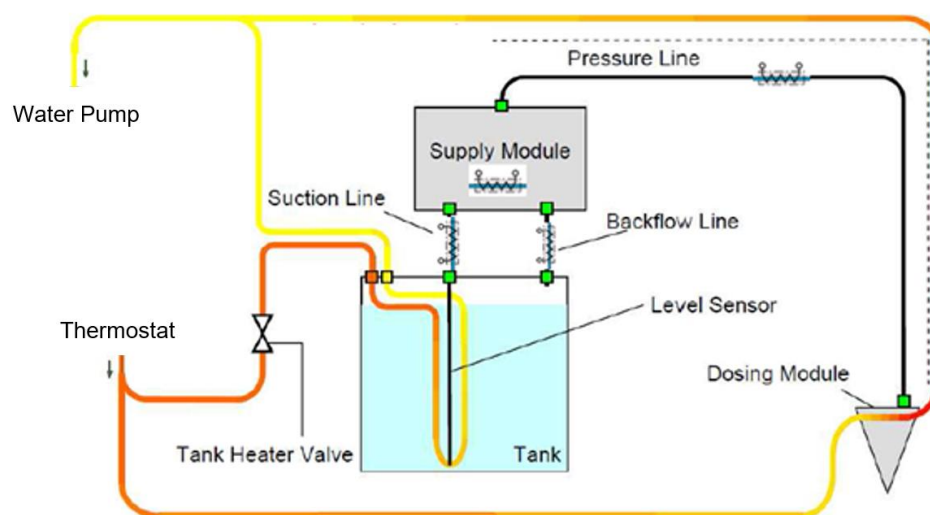 Pressure Line
Water Pump
Supply Module
Suction Line
Backflow Line
Level Sensor
Thermostat
Dosing Module
Tank Heater Valve
Tank